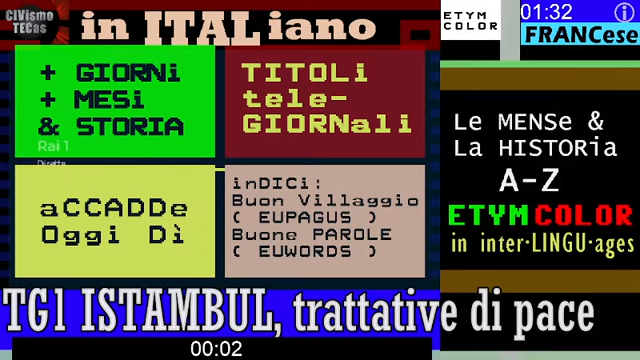 CIVismo
TECas
in ITALiano
ETYM
COLOR
01:32
FRANCese
+ GIORNi
+ MESi
& STORIA
Rai 1
Diretta
TITOLi
tele-
GIORNali
Le MENSe &
La HISTORia
A-Z
ETYMCOLOR
in inter·LINGU·ages
aCCADDe
Oggi Dì
inDICi:
Buon Villaggio
( EUPAGUS )
Buone PAROLE
( EUWORDS )
TG1 ISTAMBUL, trattative di pace
00:02